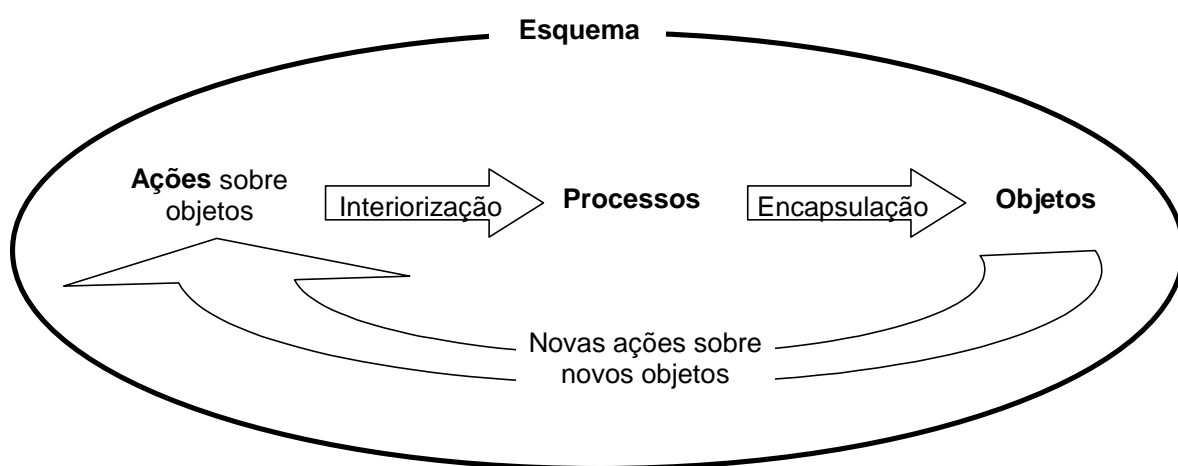 Esquema
Ações sobre
objetos
Interiorização
Processos
Encapsulação
Objetos
Novas ações sobre
novos objetos